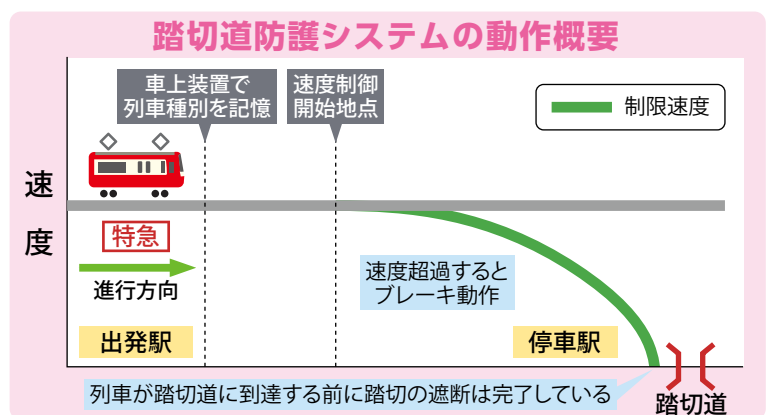 踏切道防護システムの動作概要
車上装置で
列車種別を記憶
速度制御
開始地点
制限速度
速
度
特急
進行方向
速度超過すると
ブレーキ動作
出発駅
停車駅
列車が踏切道に到達する前に踏切の遮断は完了している
踏切道